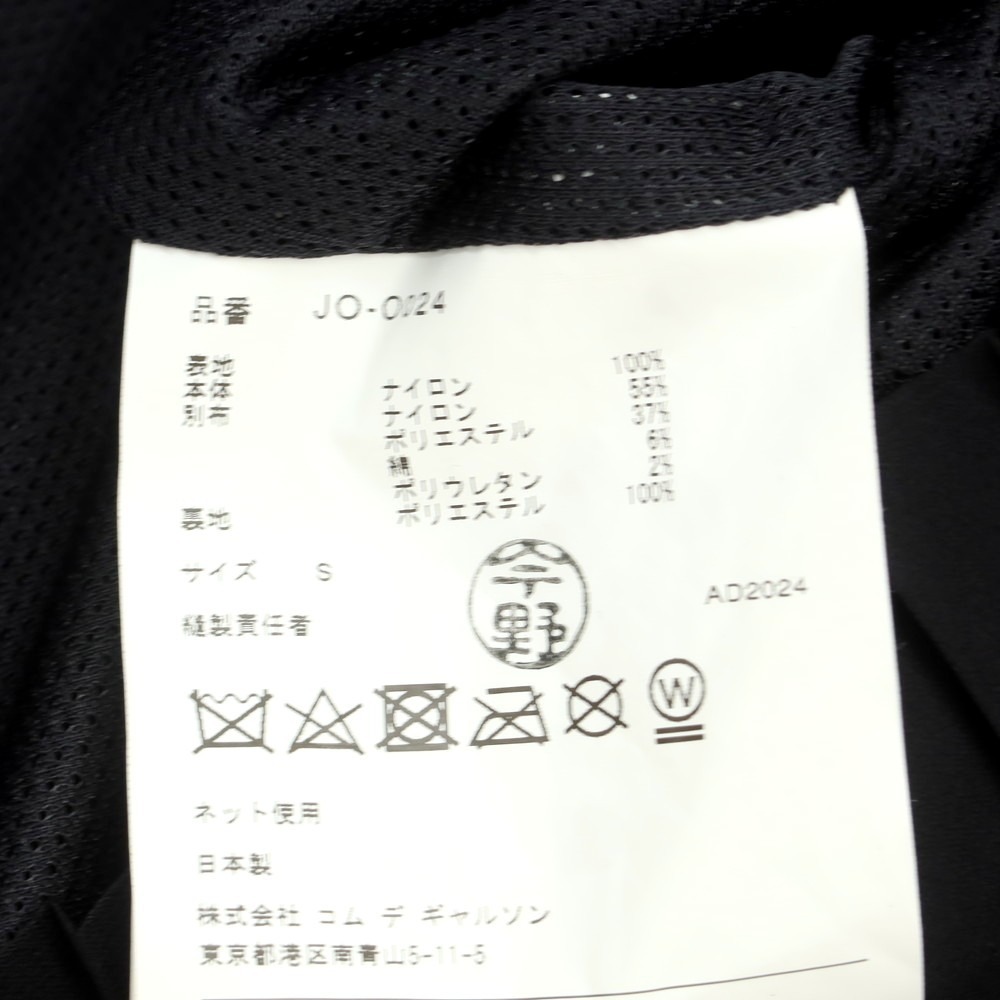 品番 JO-O024
表地
本体 ナイロン 100%
別布 ナイロン 55%
ポリエステル 37%
綿 6%
ポリウレタン 2%
裏地 ポリエステル 100%
サイズ S
今野
AD2024
縫製責任者
W
ネット使用
日本製
株式会社 コム デ ギャルソン
東京都港区南青山5-11-5